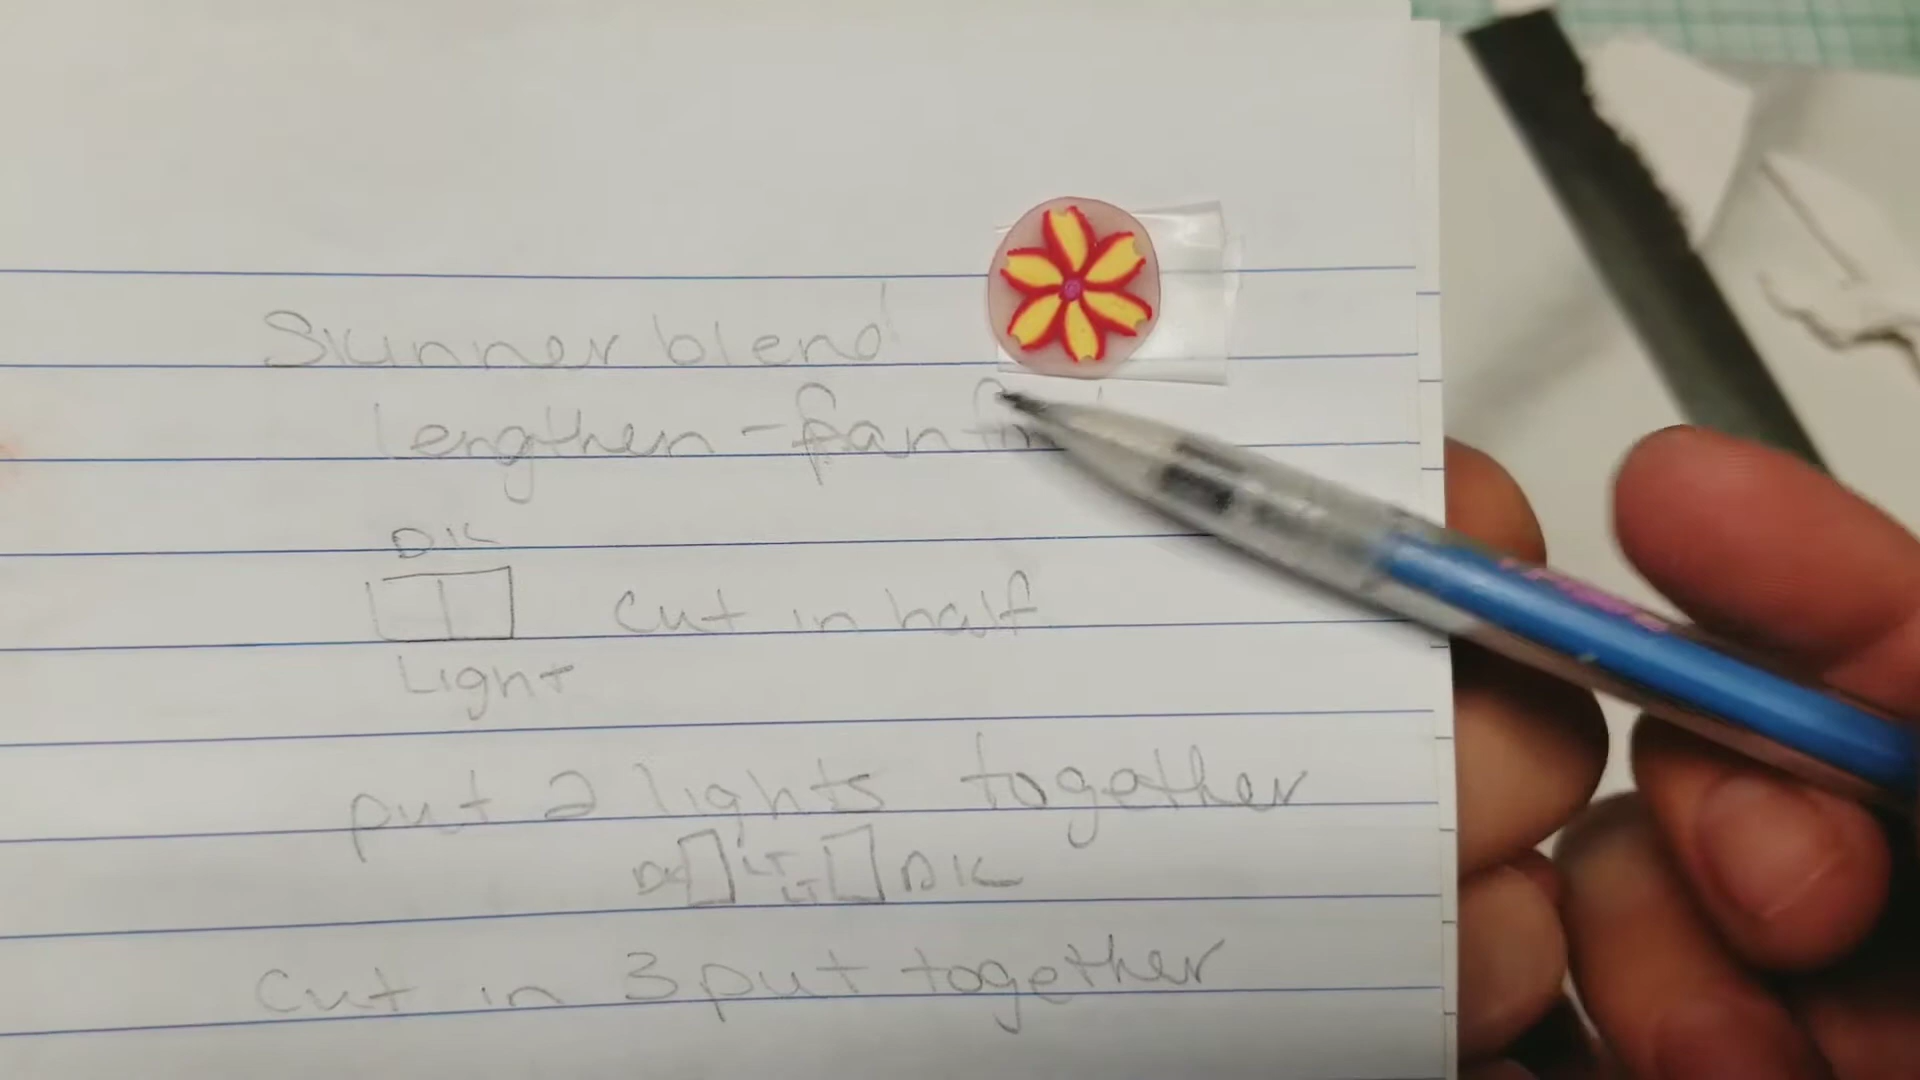 Skinner blend
lengthen - fan
DK
cut in half
Light
put 2 lights together
DK LT LT DK
cut in 3 put together